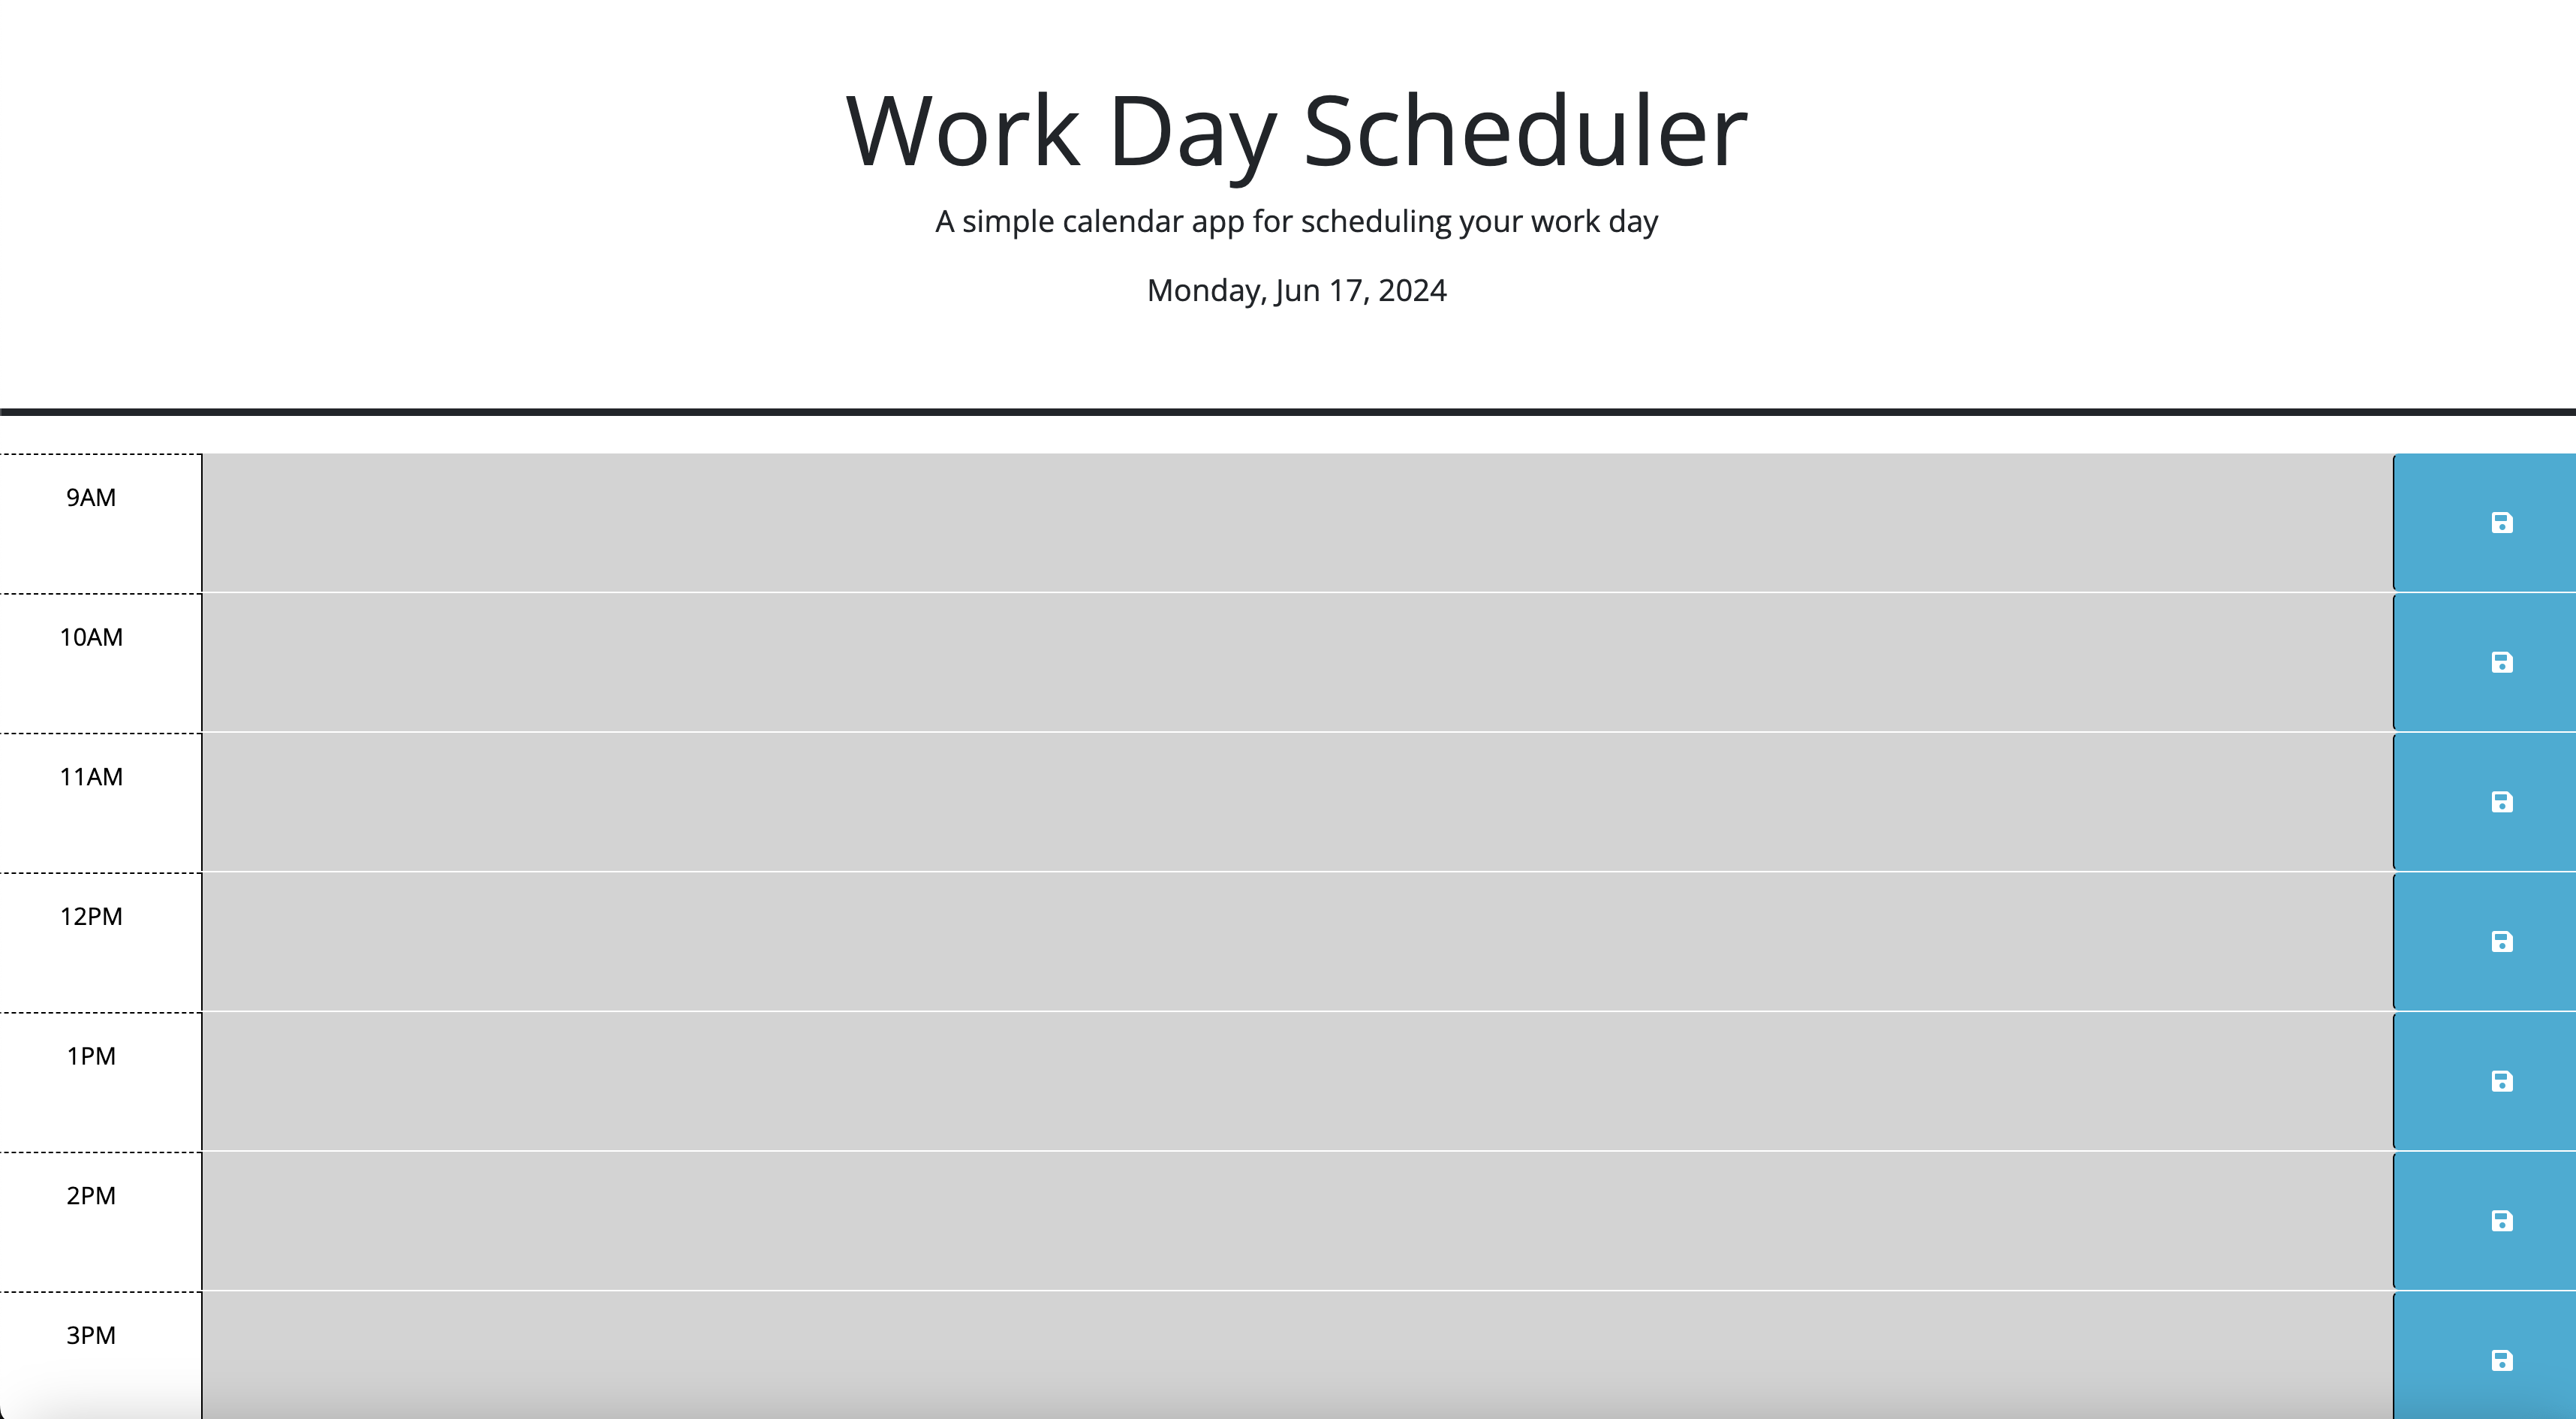 Work Day Scheduler
A simple calendar app for scheduling your work day
Monday, Jun 17, 2024
9AM
10AM
11AM
12PM
1PM
2PM
3PM